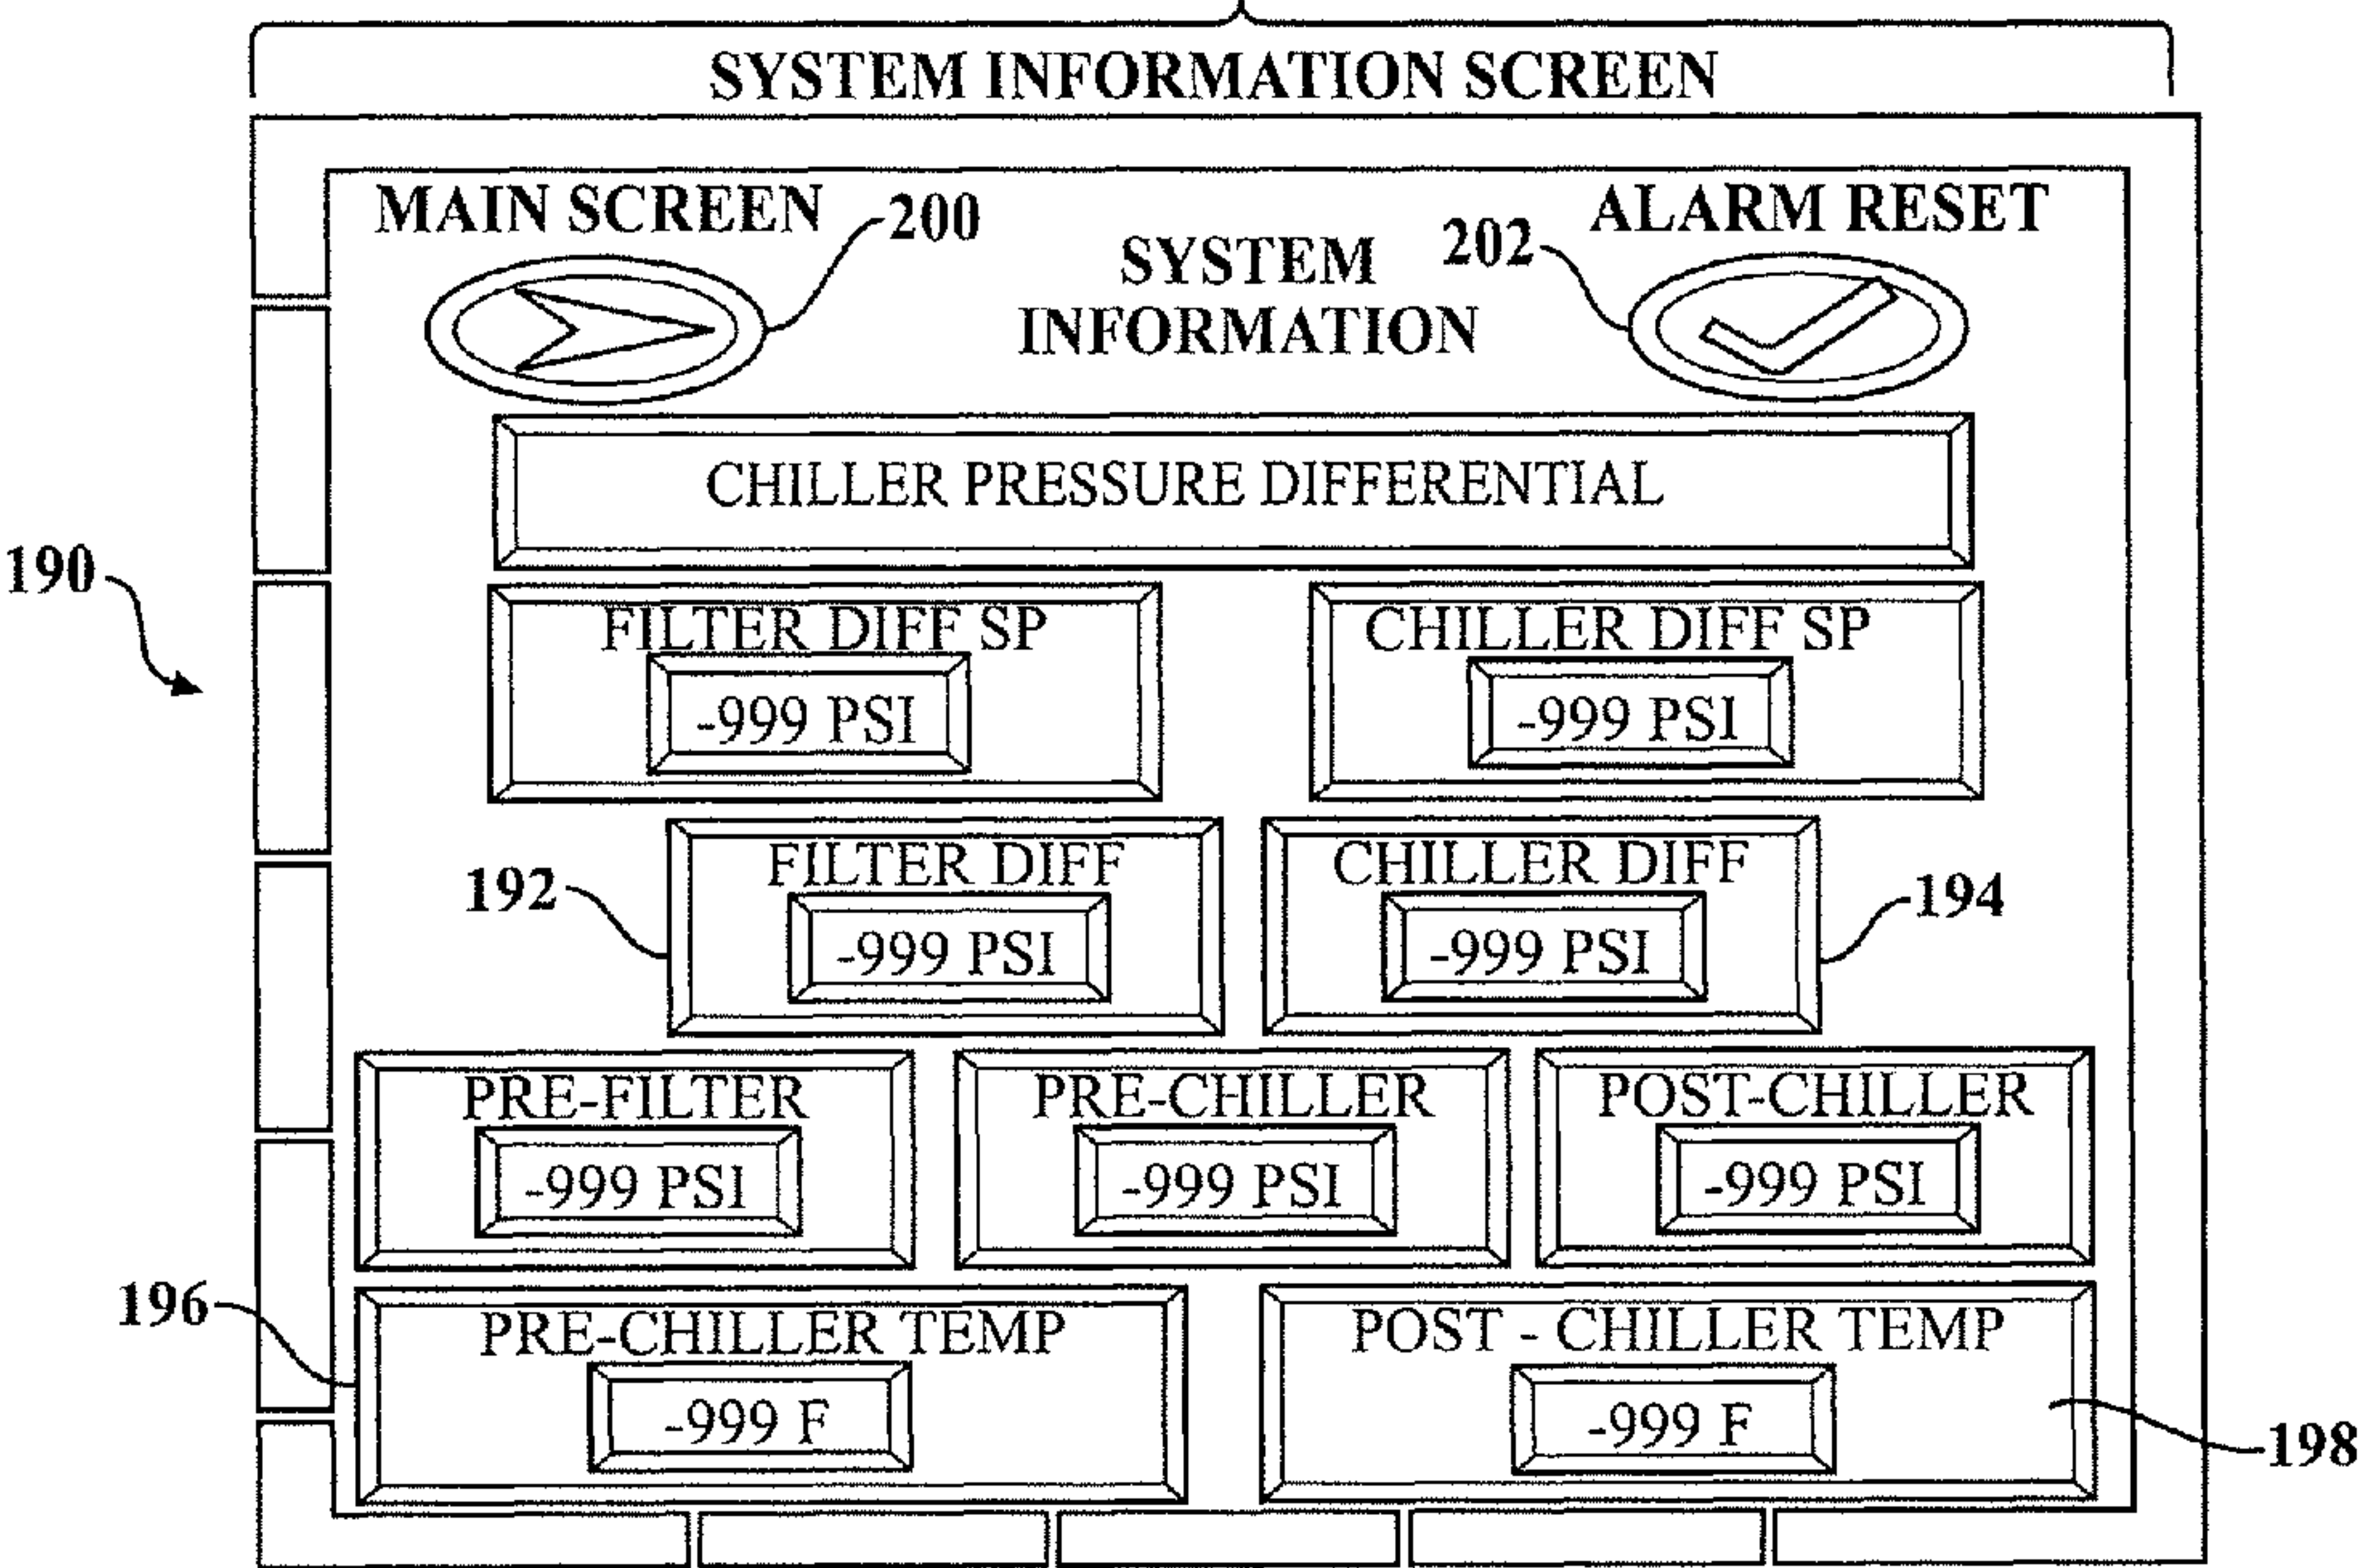 SYSTEM INFORMATION SCREEN
MAIN SCREEN
200
SYSTEM
INFORMATION
202
ALARM RESET
CHILLER PRESSURE DIFFERENTIAL
190
FILTER DIFF SP
-999 PSI
CHILLER DIFF SP
-999 PSI
192
FILTER DIFF
-999 PSI
CHILLER DIFF
-999 PSI
194
PRE-FILTER
-999 PSI
PRE-CHILLER
-999 PSI
POST-CHILLER
-999 PSI
196
PRE-CHILLER TEMP
-999 F
POST - CHILLER TEMP
-999 F
198